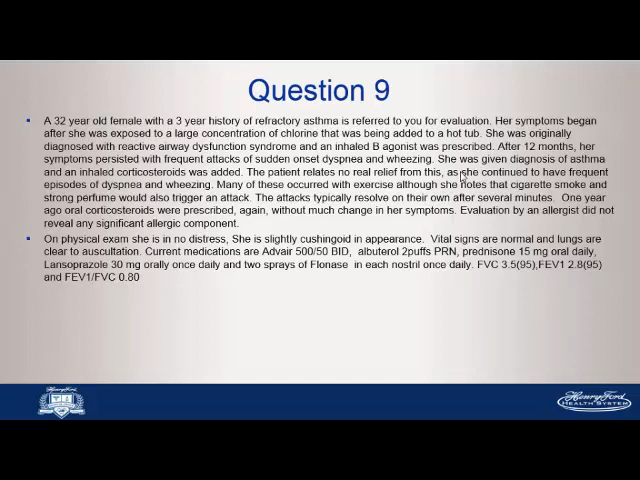 Question 9
▪ A 32 year old female with a 3 year history of refractory asthma is referred to you for evaluation. Her symptoms began
after she was exposed to a large concentration of chlorine that was being added to a hot tub. She was originally
diagnosed with reactive airway dysfunction syndrome and an inhaled B agonist was prescribed. After 12 months, her
symptoms persisted with frequent attacks of sudden onset dyspnea and wheezing. She was given diagnosis of asthma
and an inhaled corticosteroids was added. The patient relates no real relief from this, as she continued to have frequent
episodes of dyspnea and wheezing. Many of these occurred with exercise although she notes that cigarette smoke and
strong perfume would also trigger an attack. The attacks typically resolve on their own after several minutes. One year
ago oral corticosteroids were prescribed, again, without much change in her symptoms. Evaluation by an allergist did not
reveal any significant allergic component.
▪ On physical exam she is in no distress, She is slightly cushingoid in appearance. Vital signs are normal and lungs are
clear to auscultation. Current medications are Advair 500/50 BID, albuterol 2puffs PRN, prednisone 15 mg oral daily,
Lansoprazole 30 mg orally once daily and two sprays of Flonase in each nostril once daily. FVC 3.5(95),FEV1 2.8(95)
and FEV1/FVC 0.80
Henry Ford
HEALTH SYSTEM